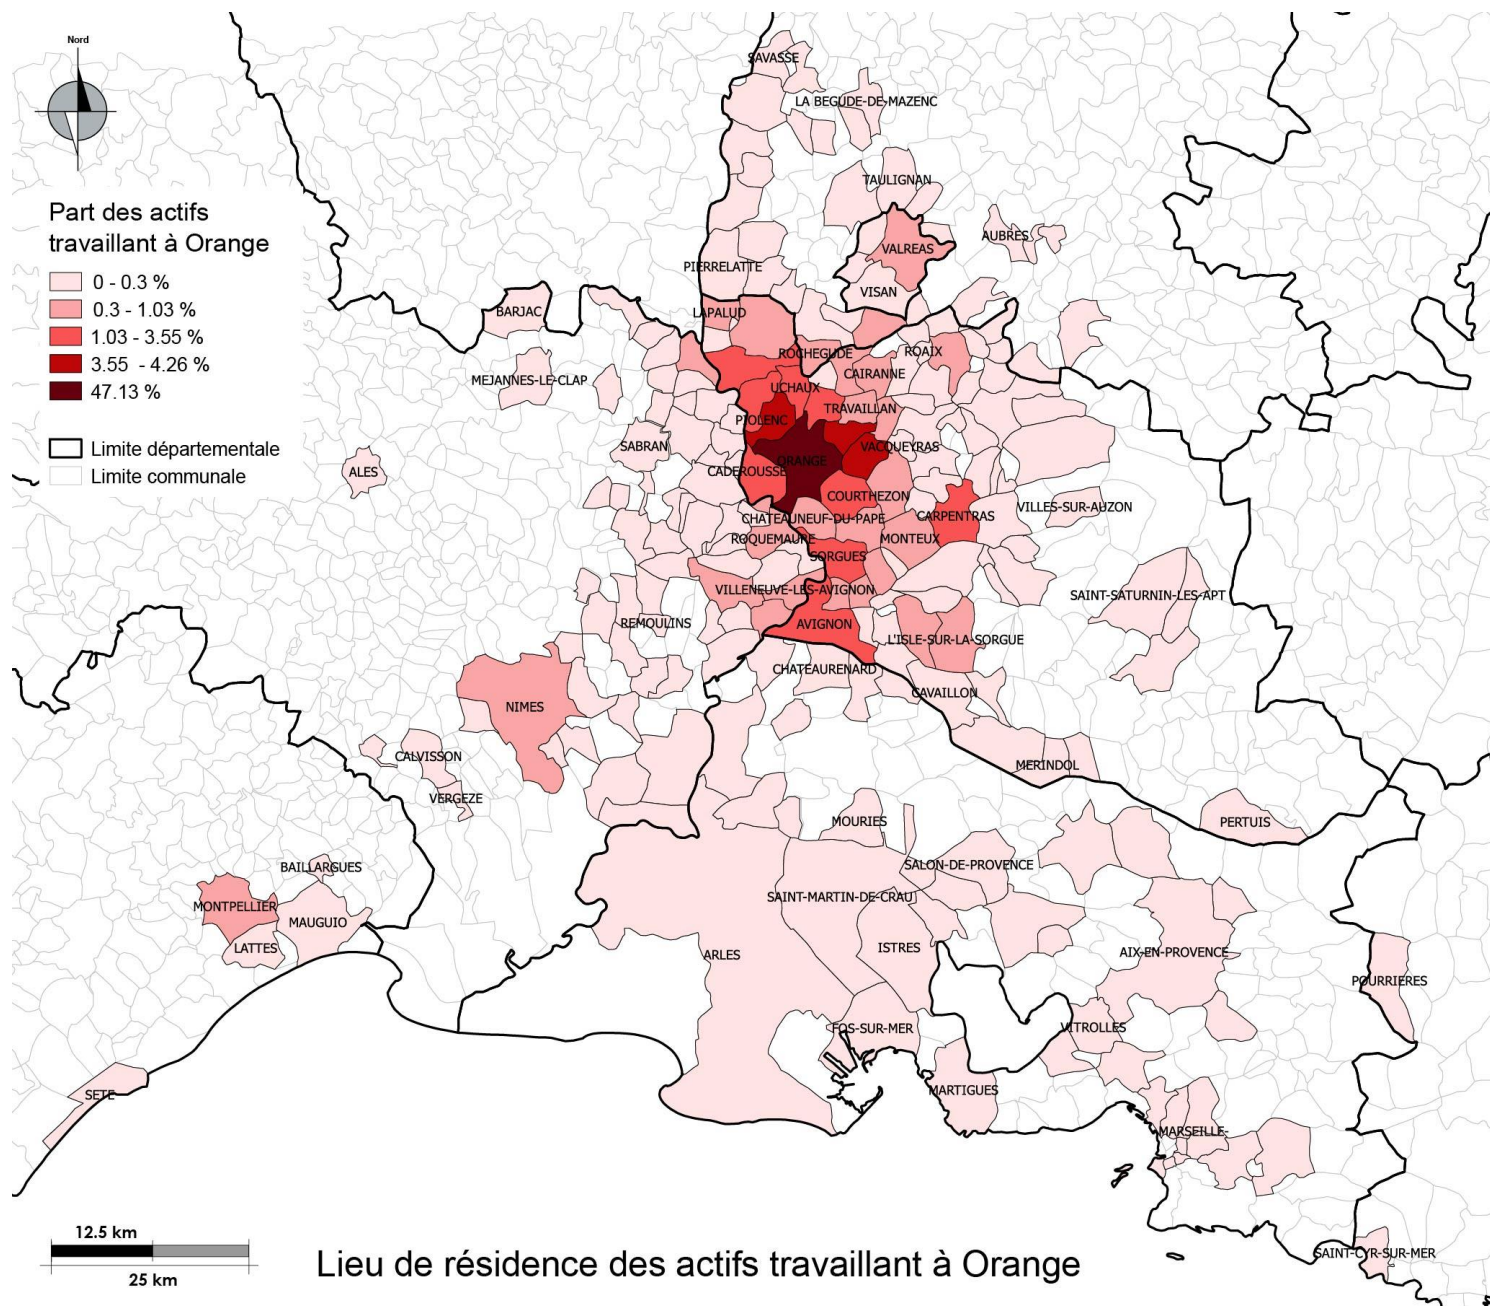 Nord
SAVASSE
LA BEGUDE-DE-MAZENC
TAULIGNAN
Part des actifs
travaillant à Orange
0 - 0.3 %
0.3 - 1.03 %
1.03 - 3.55 %
3.55 - 4.26 %
47.13 %
Limite départementale
Limite communale
AUBRES
VALREAS
PIERRELATTE
VISAN
BARJAC
LAPALUD
ROCHEGUDE
ROAIX
CAIRANNE
MEJANNES-LE-CLAP
UCHAUX
TRAVAILLAN
PIOLENC
SABRAN
VACQUEYRAS
ORANGE
ALES
CADEROUSSE
COURTHEZON
VILLES-SUR-AUZON
CHATEAUNEUF-DU-PAPE
CARPENTRAS
ROQUEMAURE
MONTEUX
SORGUES
VILLENEUVE-LES-AVIGNON
SAINT-SATURNIN-LES-APT
REMOULINS
AVIGNON
L'ISLE-SUR-LA-SORGUE
CHATEAURENARD
CAVAILLON
NIMES
CALVISSON
MERINDOL
VERGEZE
MOURIES
PERTUIS
BAILLARGUES
SALON-DE-PROVENCE
SAINT-MARTIN-DE-CRAU
MONTPELLIER
MAUGUIO
LATTES
ISTRES
ARLES
AIX-EN-PROVENCE-
POURRIERES
FOS-SUR-MER
VITROLLES
MARTIGUES
SETE
MARSEILLE-
12.5 km
25 km
Lieu de résidence des actifs travaillant à Orange
SAINT-CYR-SUR-MER